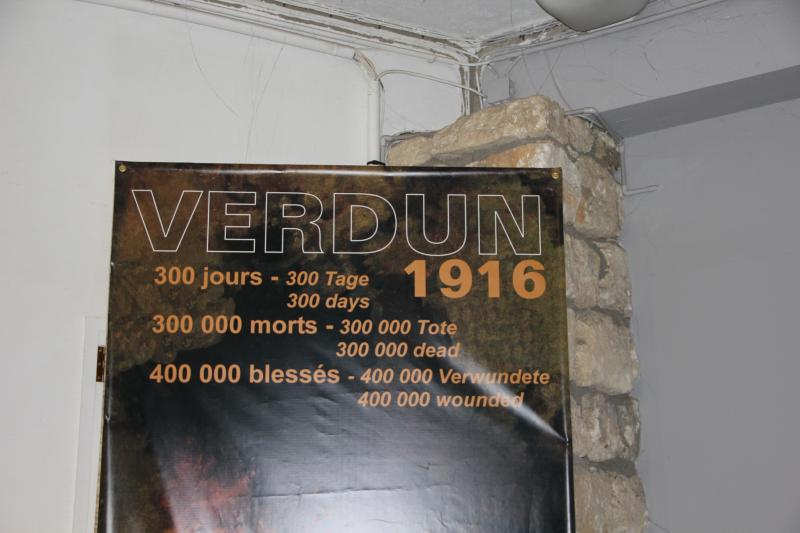 VERDUN
1916
300 jours - 300 Tage
300 days
300 000 morts - 300 000 Tote
300 000 dead
400 000 blessés - 400 000 Verwundete
400 000 wounded